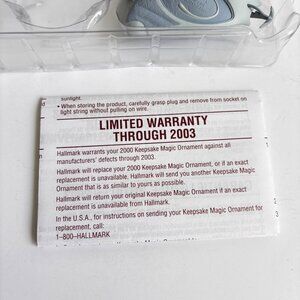 sunlight.
• When storing the product, carefully grasp plug and remove from socket on
light string without pulling on wire.
LIMITED WARRANTY
THROUGH 2003
Hallmark warrants your 2000 Keepsake Magic Ornament against all
manufacturers' defects through 2003.
Hallmark will replace your 2000 Keepsake Magic Ornament, or if an exact
replacement is unavailable, Hallmark will send you another Keepsake Magic
Ornament that is as similar to yours as possible.
Hallmark will return your original Keepsake Magic Ornament if an exact
replacement is unavailable from Hallmark.
In the U.S.A., for instructions on sending your Keepsake Magic Ornament for
replacement, call:
1-800-HALLMARK